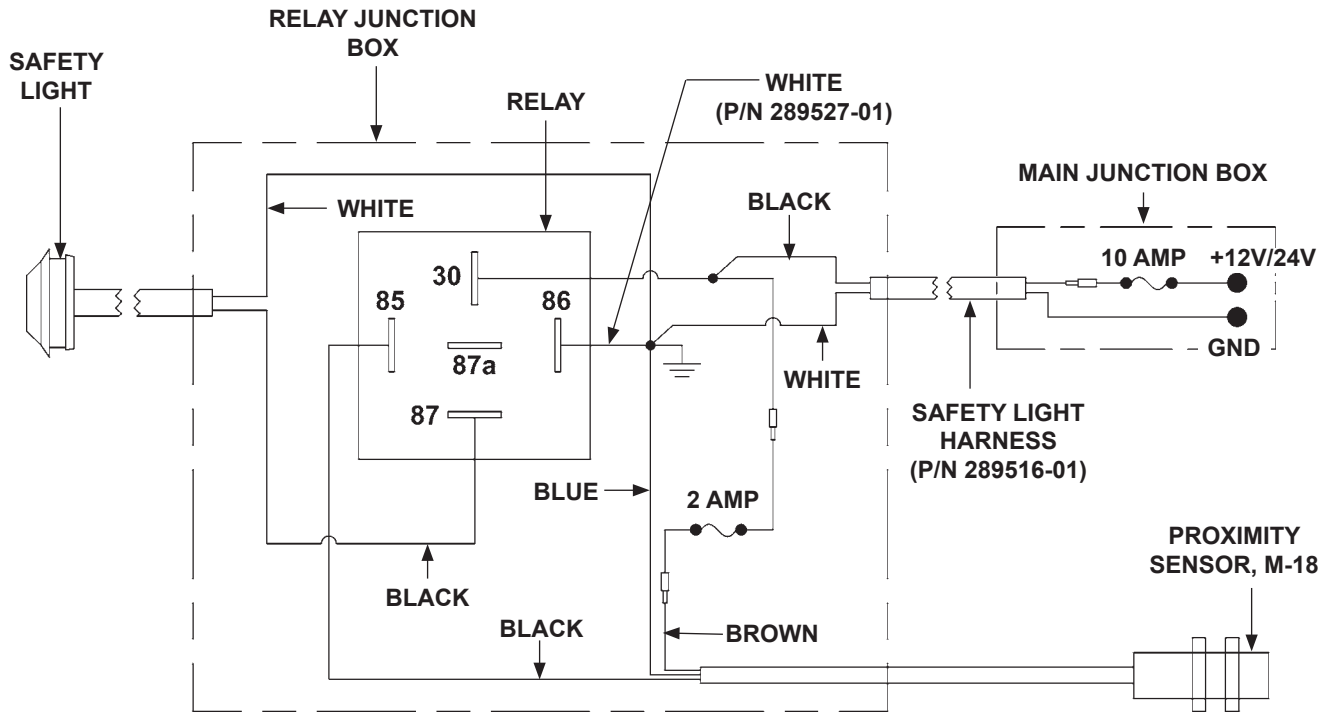 RELAY JUNCTION
BOX
SAFETY
LIGHT
RELAY
WHITE
(P/N 289527-01)
MAIN JUNCTION BOX
WHITE
BLACK
10 AMP
+12V/24V
30
85
86
87a
GND
WHITE
87
SAFETY LIGHT
HARNESS
(P/N 289516-01)
BLUE
2 AMP
PROXIMITY
SENSOR, M-18
BLACK
BLACK
BROWN